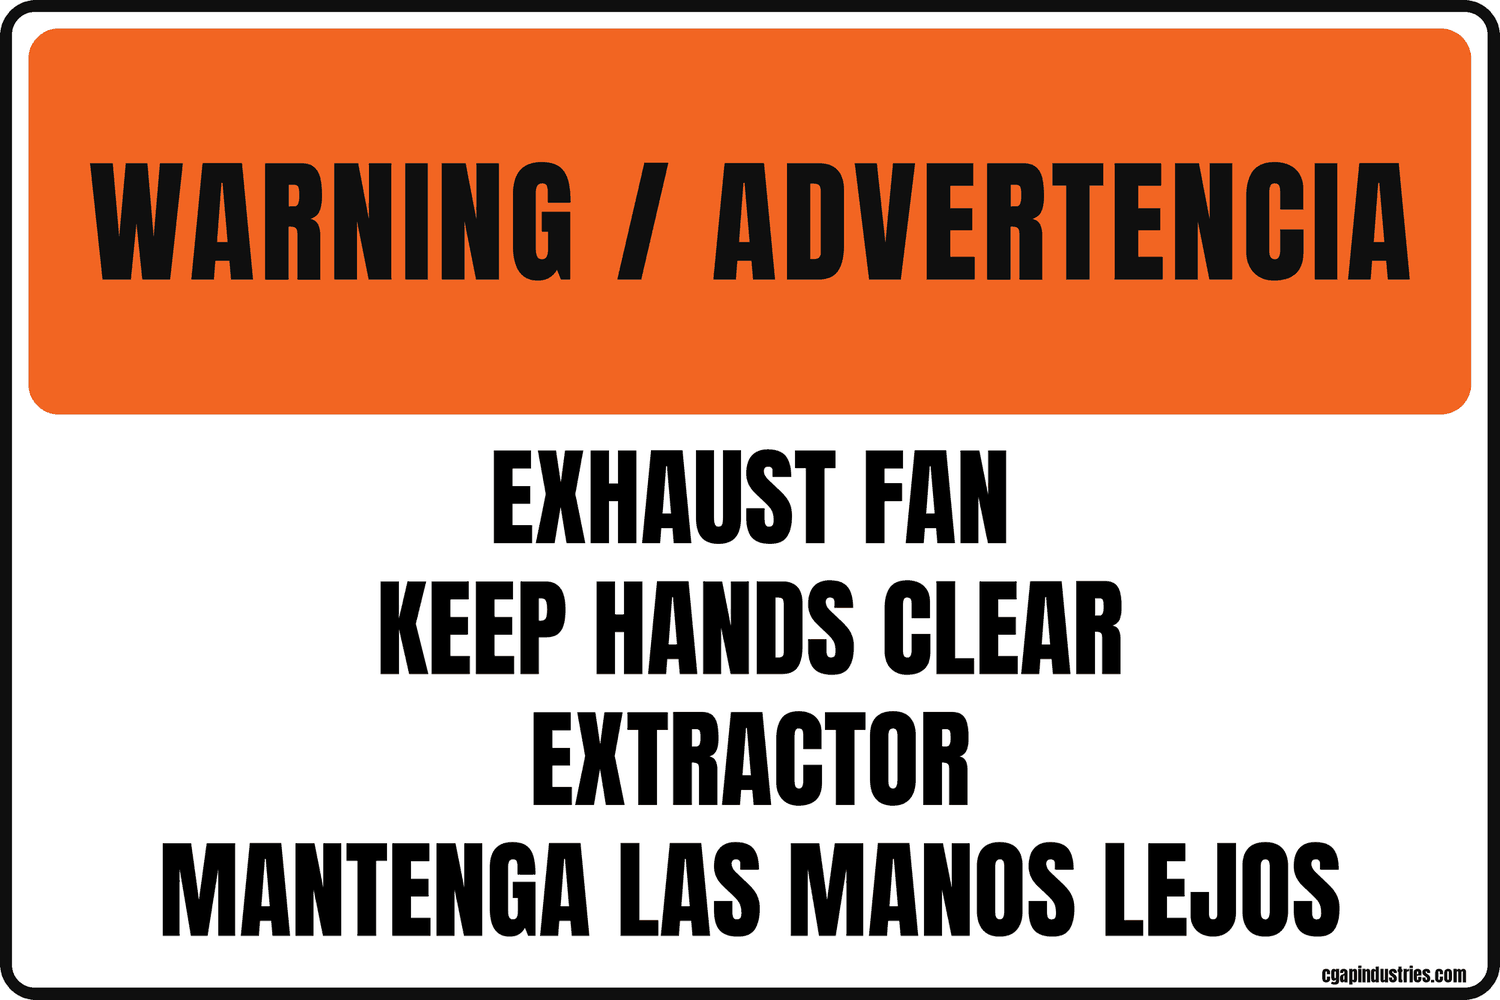 WARNING / ADVERTENCIA
EXHAUST FAN
KEEP HANDS CLEAR
EXTRACTOR
MANTENGA LAS MANOS LEJOS
cgapindustries.com